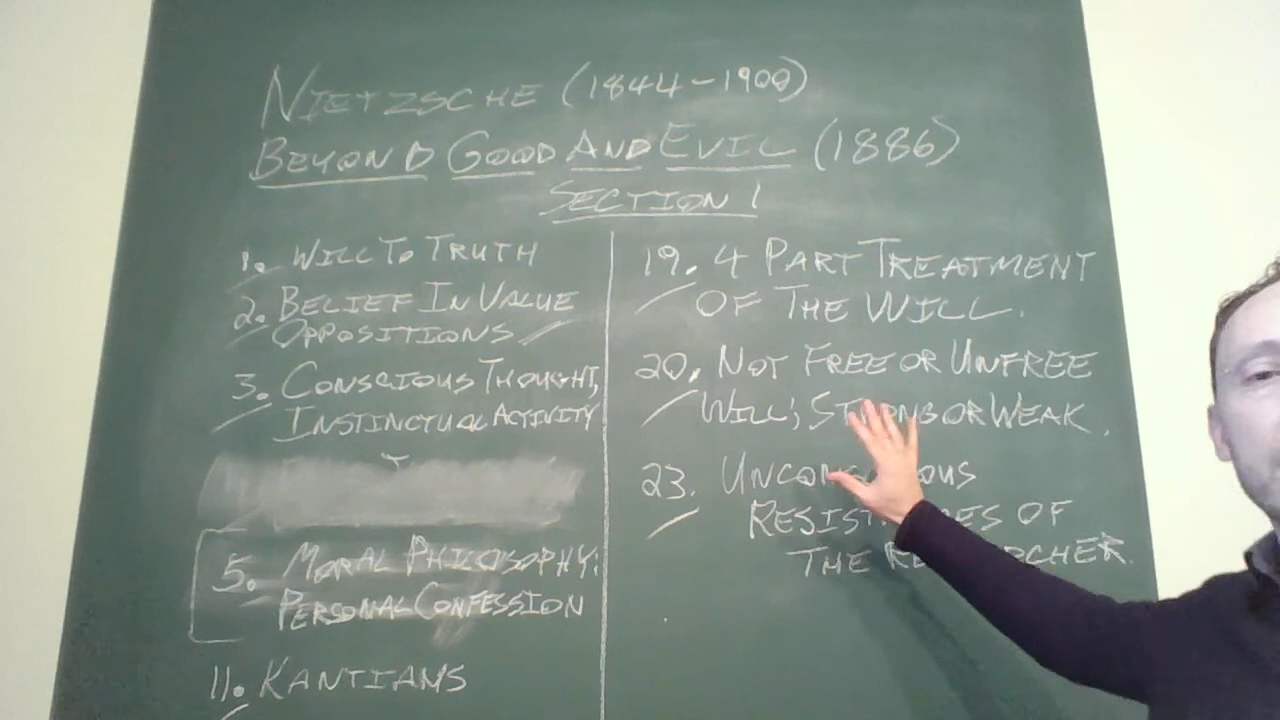 NIETZSCHE (1844-1900)
BEYOND GOOD AND EVIL (1886)
SECTION 1
1. WILL TO TRUTH
2. BELIEF IN VALUE
OPPOSITIONS
3. CONSCIOUS THOUGHT,
INSTINCTUAL ACTIVITY
5. MORAL PHILOSOPHY:
PERSONAL CONFESSION
11. KANTIANS
19. 4 PART TREATMENT
OF THE WILL.
20. NOT FREE OR UNFREE
WILL; STRONG OR WEAK.
23. UNCONSCIOUS
RESISTANCES OF
THE RESEARCHER.